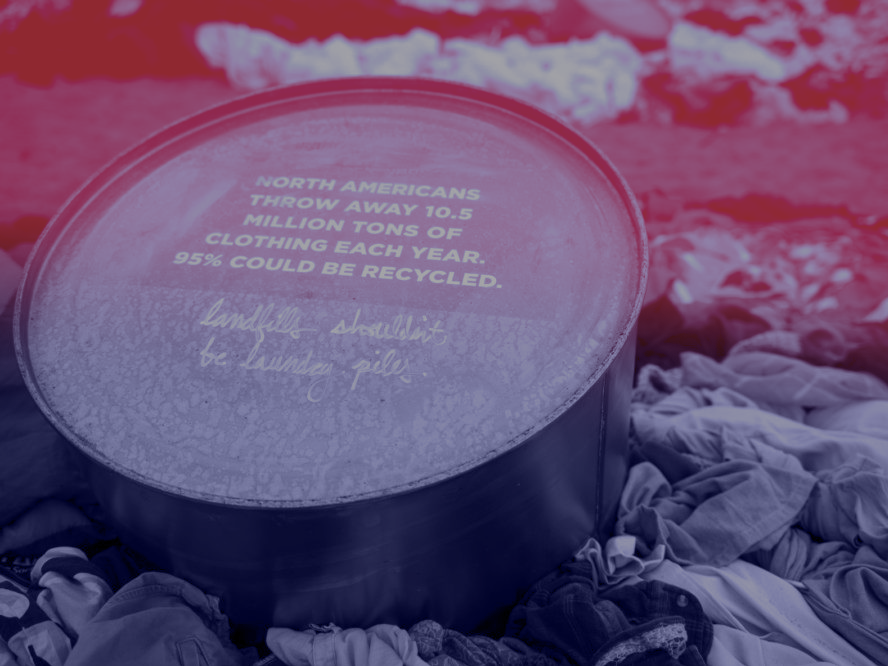 NORTH AMERICANS
THROW AWAY 10.5
MILLION TONS OF
CLOTHING EACH YEAR.
95% COULD BE RECYCLED.
landfills shouldn't
be laundry piles.